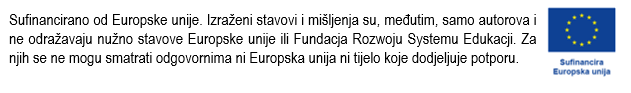 Sufinancirano od Europske unije. Izraženi stavovi i mišljenja su, međutim, samo autorova i
ne odražavaju nužno stavove Europske unije ili Fundacja Rozwoju Systemu Edukacji. Za
njih se ne mogu smatrati odgovornima ni Europska unija ni tijelo koje dodjeljuje potporu.
Sufinancira
Europska unija